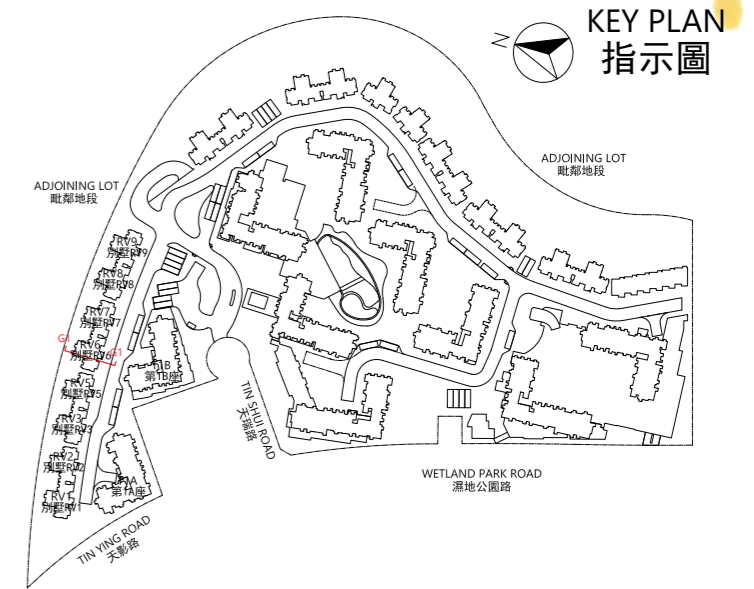 KEY PLAN
指示圖
N
ADJOINING LOT
毗鄰地段
ADJOINING LOT
毗鄰地段
RV9
別墅RV9
RV8
別墅RV8
RV7
別墅RV7
G1
RV6
別墅RV6
G1
RV5
別墅RV5
RV3
別墅RV3
RV2
別墅RV2
RV1
別墅RV1
第1B座
第1A座
TIN SHUI ROAD
天瑞路
WETLAND PARK ROAD
濕地公園路
TIN YING ROAD
天影路